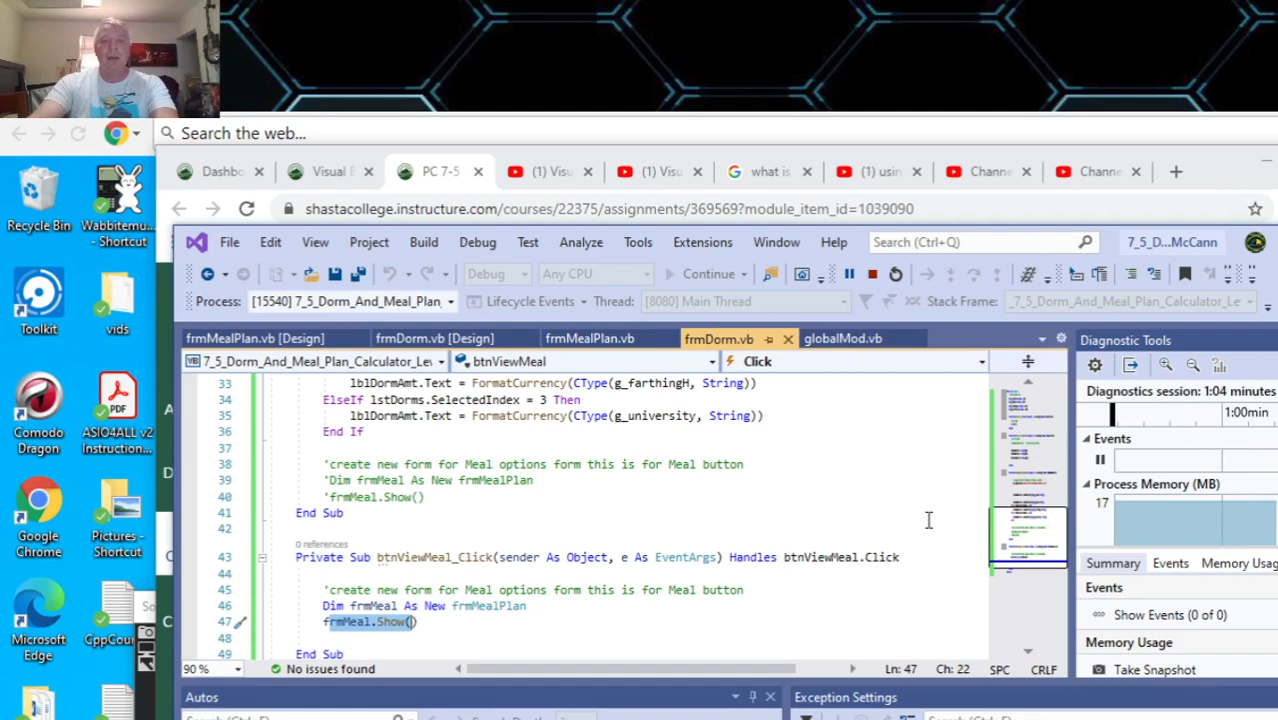 Search the web...
Dashbo
Visual B
PC 7-5
(1) Visu
(1) Visu
what is
(1) usin
Channe
Channe
shastacollege.instructure.com/courses/22375/assignments/369569?module_item_id=1039090
Recycle Bin
Wabbitemu... - Shortcut
Toolkit
vids
Comodo Dragon
ASIO4ALL v2 Instruction...
Google Chrome
Pictures - Shortcut
Microsoft Edge
CppCour
So
File Edit View Project Build Debug Test Analyze Tools Extensions Window Help
Search (Ctrl+Q)
7_5_D...McCann
Debug Any CPU Continue
Process: [15540] 7_5_Dorm_And_Meal_Plan_ Lifecycle Events Thread: [8080] Main Thread Stack Frame: _7_5_Dorm_And_Meal_Plan_Calculator_Le
frmMealPlan.vb [Design] frmDorm.vb [Design] frmMealPlan.vb frmDorm.vb globalMod.vb
7_5_Dorm_And_Meal_Plan_Calculator_Lev btnViewMeal Click
33 lblDormAmt.Text = FormatCurrency(CType(g_farthingH, String))
34 ElseIf lstDorms.SelectedIndex = 3 Then
35 lblDormAmt.Text = FormatCurrency(CType(g_university, String))
36 End If
37
38 'create new form for Meal options form this is for Meal button
39 'Dim frmMeal As New frmMealPlan
40 'frmMeal.Show()
41 End Sub
42
0 references
43 Private Sub btnViewMeal_Click(sender As Object, e As EventArgs) Handles btnViewMeal.Click
44
45 'create new form for Meal options form this is for Meal button
46 Dim frmMeal As New frmMealPlan
47 frmMeal.Show()
48
49 End Sub
90 % No issues found Ln: 47 Ch: 22 SPC CRLF
Autos
Exception Settings
Diagnostic Tools
Diagnostics session: 1:04 minutes
1:00min
Events
Process Memory (MB)
17
Summary Events Memory Usag
Events
Show Events (0 of 0)
Memory Usage
Take Snapshot